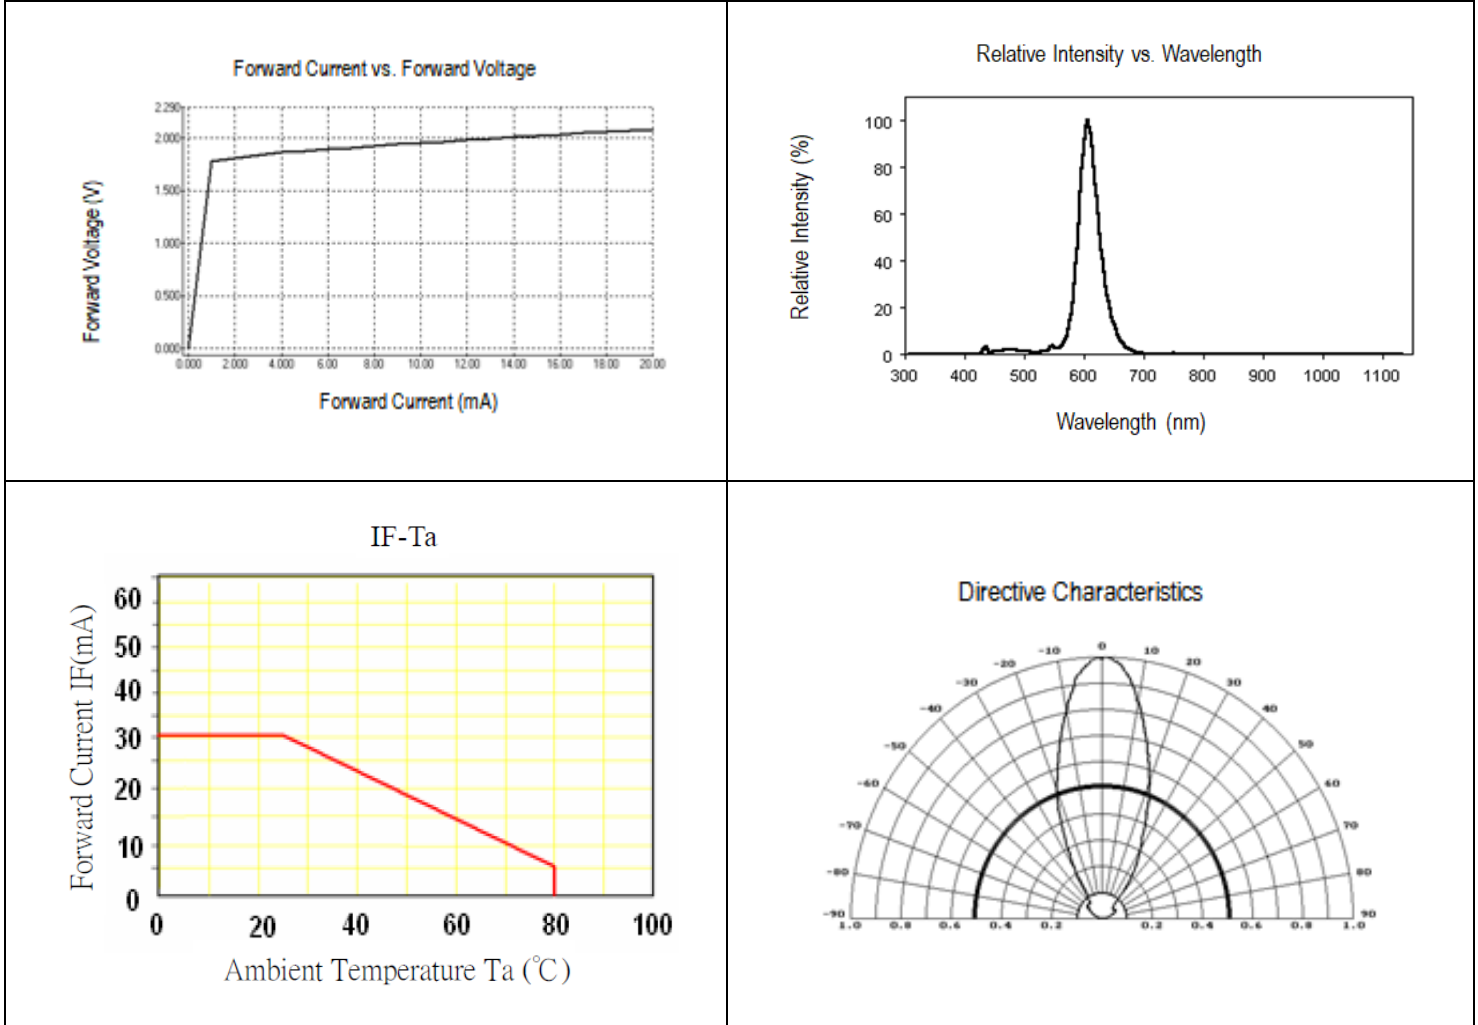 Forward Current vs. Forward Voltage
2.290
2.000
1.500
1.000
0.500
0.000
0.000 2.000 4.000 6.00 8.00 10.00 12.00 14.00 16.00 18.00 20.00
Forward Voltage (V)
Forward Current (mA)
Relative Intensity vs. Wavelength
100
80
60
40
20
0
300 400 500 600 700 800 900 1000 1100
Relative Intensity (%)
Wavelength (nm)
IF-Ta
60
50
40
30
20
10
0
0 20 40 60 80 100
Forward Current IF(mA)
Ambient Temperature Ta (℃)
Directive Characteristics
-90 -80 -70 -60 -50 -40 -30 -20 -10 0 10 20 30 40 50 60 70 80 90
1.0 0.8 0.6 0.4 0.2 0.2 0.4 0.6 0.8 1.0